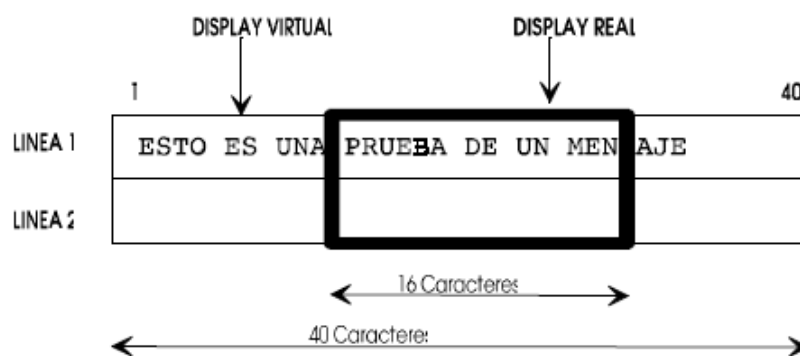 DISPLAY VIRTUAL DISPLAY REAL
1 40
LINEA 1 ESTO ES UNA PRUEBA DE UN MENSAJE
LINEA 2
16 Caracteres
40 Caracteres